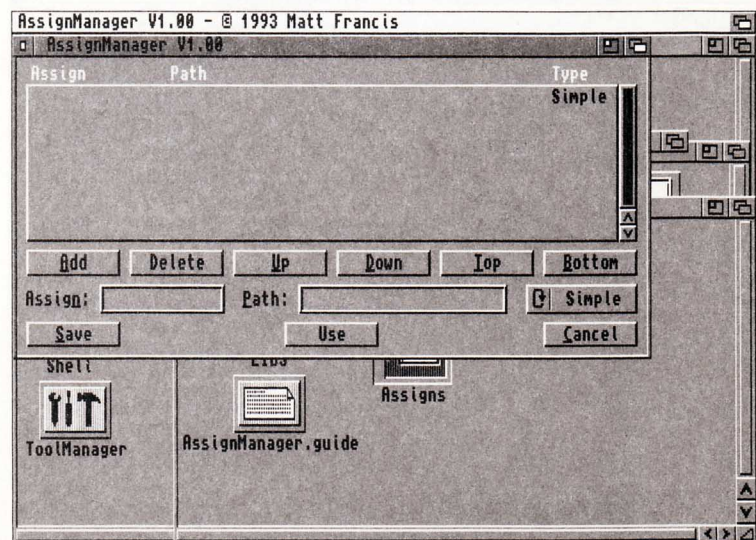 AssignManager V1.00 - © 1993 Matt Francis
AssignManager V1.00
Assign Path Type
Simple
Add Delete Up Down Top Bottom
Assign: Path: Simple
Save Use Cancel
Shell Libs
Assigns
ToolManager AssignManager.guide